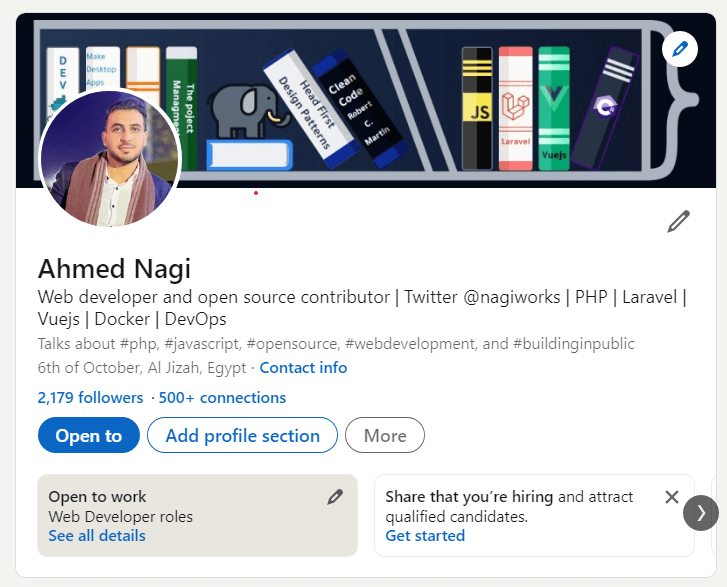 DEV
Make
Desktop
Apps
The poject
Managment
Head First
Design Patterns
Clean
Code
Robert
C.
Martin
JS
Laravel
Vuejs
C#
Ahmed Nagi
Web developer and open source contributor | Twitter @nagiworks | PHP | Laravel |
Vuejs | Docker | DevOps
Talks about #php, #javascript, #opensource, #webdevelopment, and #buildinginpublic
6th of October, Al Jizah, Egypt · Contact info
2,179 followers · 500+ connections
Open to
Add profile section
More
Open to work
Web Developer roles
See all details
Share that you’re hiring and attract
qualified candidates.
Get started